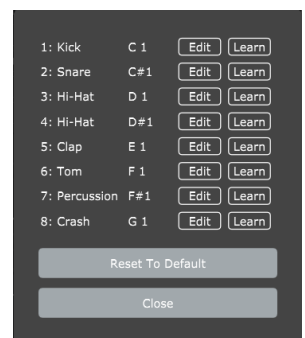 1: Kick C 1 Edit Learn
2: Snare C#1 Edit Learn
3: Hi-Hat D 1 Edit Learn
4: Hi-Hat D#1 Edit Learn
5: Clap E 1 Edit Learn
6: Tom F 1 Edit Learn
7: Percussion F#1 Edit Learn
8: Crash G 1 Edit Learn
Reset To Default
Close